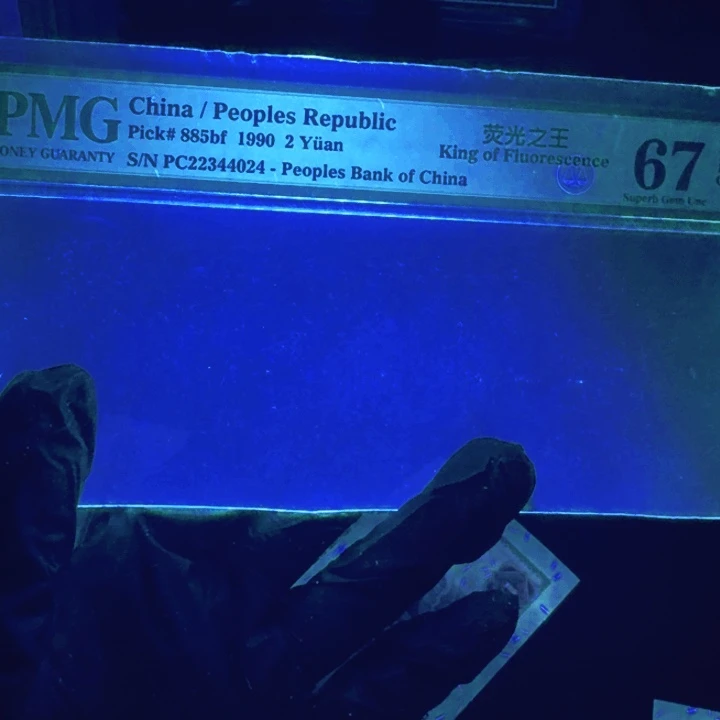 PMG
China / Peoples Republic
Pick# 885bf 1990 2 Yüan
ONEY GUARANTY
S/N PC22344024 - Peoples Bank of China
荧光之王
King of Fluorescence
67
Superb Gem Unc